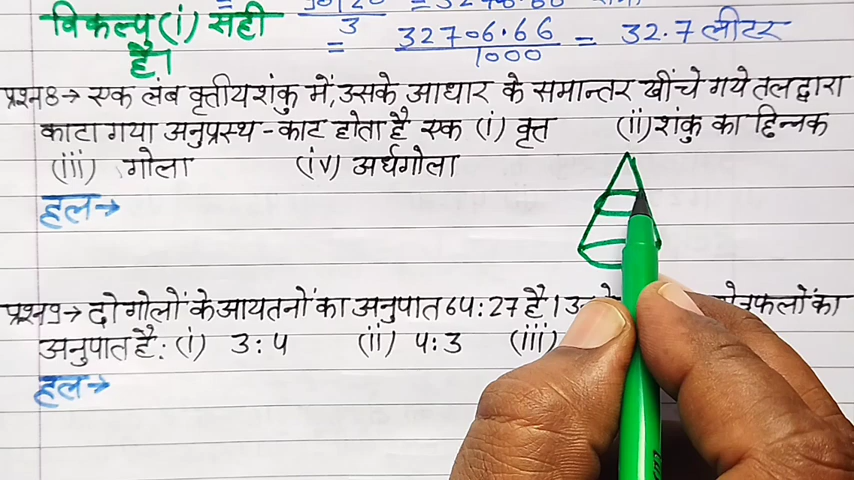 विकल्प (i) सही = 32706.66 / 1000 = 32.7 लीटर
है।
प्रश्न8→ एक लंब वृत्तीय शंकु में, उसके आधार के समान्तर खींचे गये तल द्वारा
काटा गया अनुप्रस्थ-काट होता है एक (i) वृत्त (ii) शंकु का छिन्नक
(iii) गोला (iv) अर्धगोला
हल→
प्रश्न9→ दो गोलों के आयतनों का अनुपात 64:27 है। का
अनुपात है: (i) 3:4 (ii) 4:3 (iii)
हल→